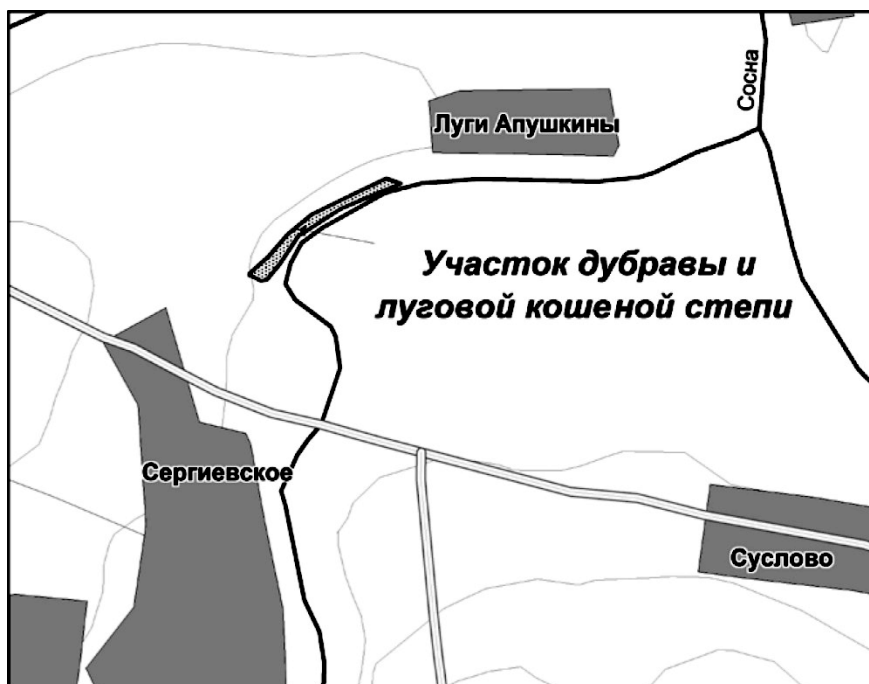 Сосна
Луги Апушкины
Участок дубравы и
луговой кошеной степи
Сергиевское
Суслово